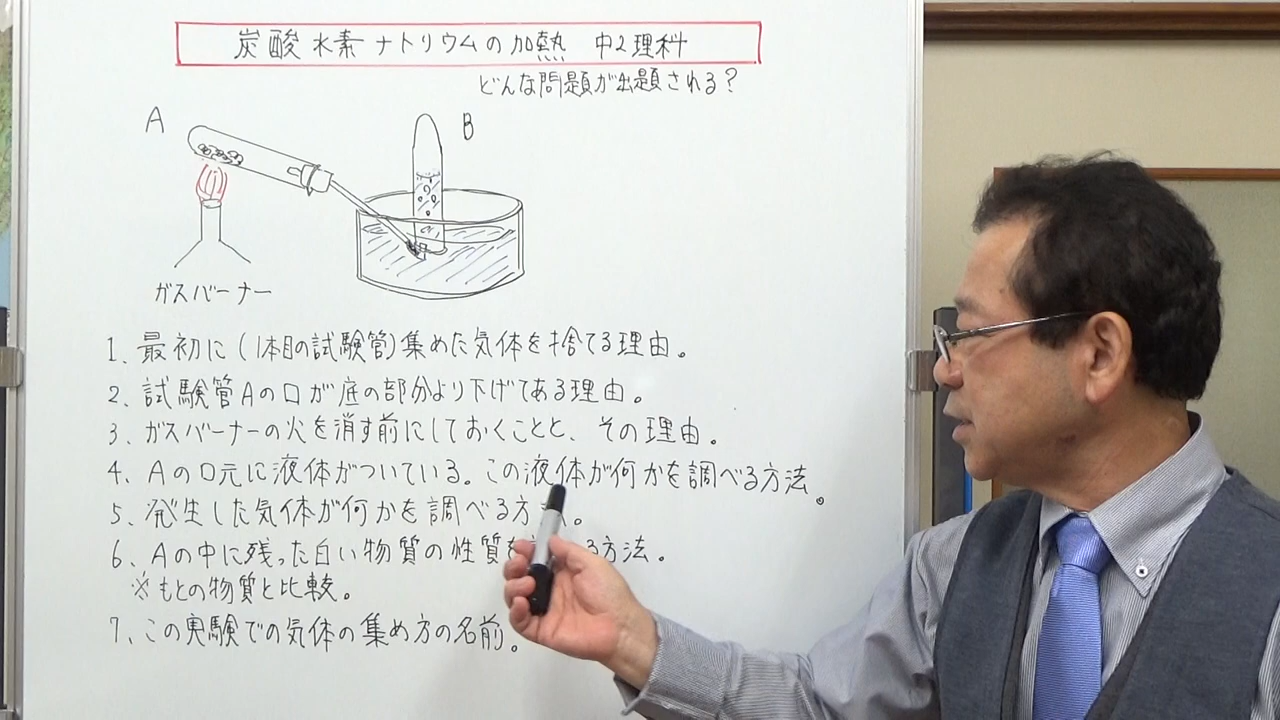 炭酸水素ナトリウムの加熱 中2理科
どんな問題が出題される?
A
B
ガスバーナー
1、最初に(1本目の試験管)集めた気体を捨てる理由。
2、試験管Aの口が底の部分より下げてある理由。
3、ガスバーナーの火を消す前にしておくことと、その理由。
4、Aの口元に液体がついている。この液体が何かを調べる方法。
5、発生した気体が何かを調べる方 。
6、Aの中に残った白い物質の性質を る方法。
※もとの物質と比較。
7、この実験での気体の集め方の名前。